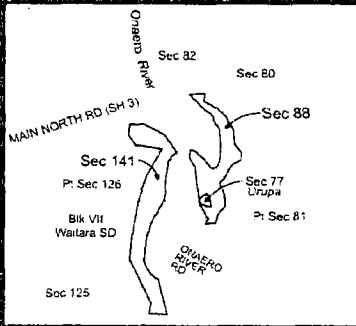 Onaero
River
Sec 82
Sec 80
MAIN NORTH RD (SH 3)
Sec 88
Sec 141
Pt Sec 126
Sec 77
Urupa
Blk VII
Waitara SD
Pt Sec 81
ONAERO
RIVER
RD
Sec 125